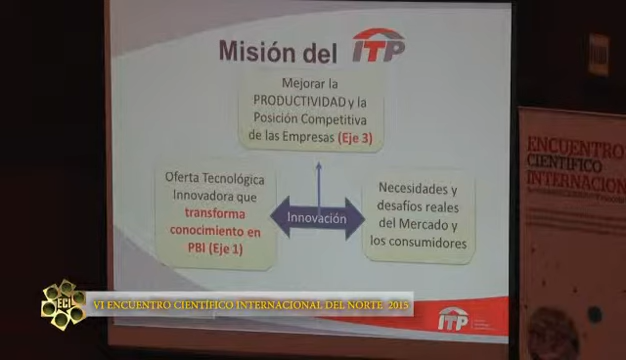 Misión del ITP
Mejorar la
PRODUCTIVIDAD y la
Posición Competitiva
de las Empresas (Eje 3)
Oferta Tecnológica
Innovadora que
transforma
conocimiento en
PBI (Eje 1)
Innovación
Necesidades y
desafíos reales
del Mercado y
los consumidores
ITP
ENCUENTRO
CIENTÍFICO
INTERNACION
ECI
VI ENCUENTRO CIENTÍFICO INTERNACIONAL DEL NORTE 2015